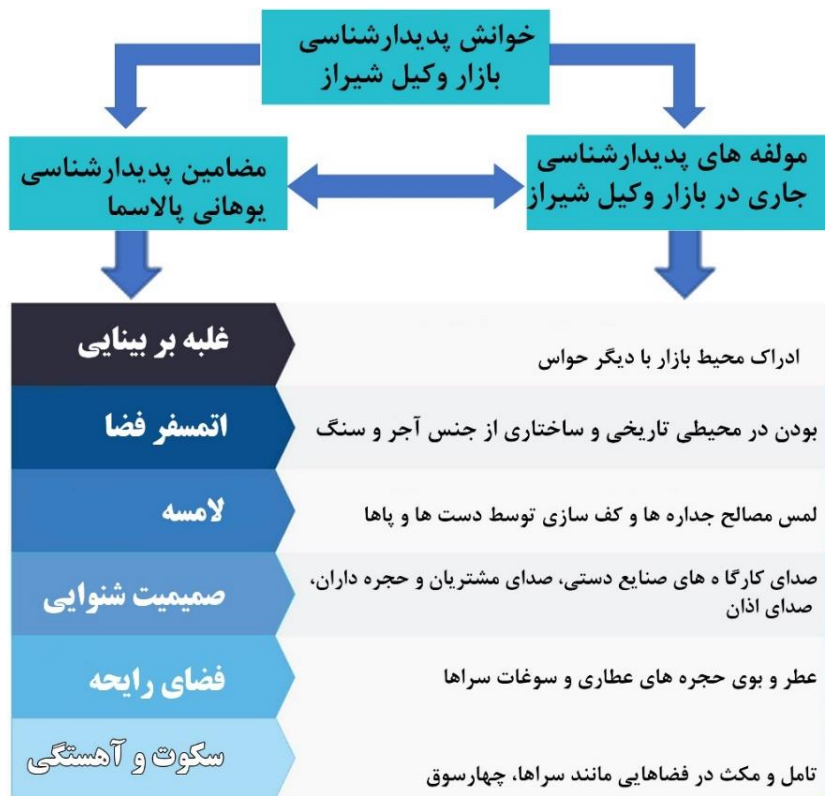 خوانش پدیدارشناسی
بازار وکیل شیراز
مولفه های پدیدارشناسی
جاری در بازار وکیل شیراز
مضامین پدیدارشناسی
یوهانی پالاسما
غلبه بر بینایی
ادراک محیط بازار با دیگر حواس
اتمسفر فضا
بودن در محیطی تاریخی و ساختاری از جنس آجر و سنگ
لامسه
لمس مصالح جداره ها و کف سازی توسط دست ها و پاها
صمیمیت شنوایی
صدای کارگا ه های صنایع دستی، صدای مشتریان و حجره داران،
صدای اذان
فضای رایحه
عطر و بوی حجره های عطاری و سوغات سراها
سکوت و آهستگی
تامل و مکث در فضاهایی مانند سراها، چهارسوق